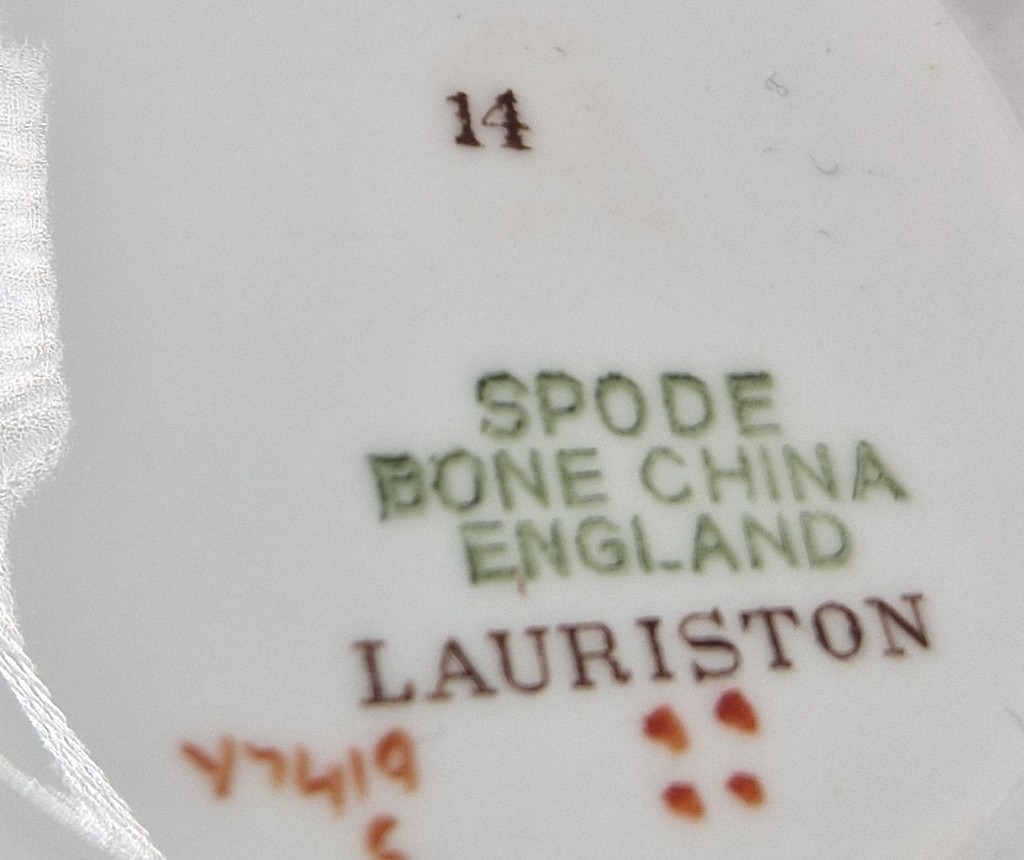 14
SPODE
BONE CHINA
ENGLAND
LAURISTON